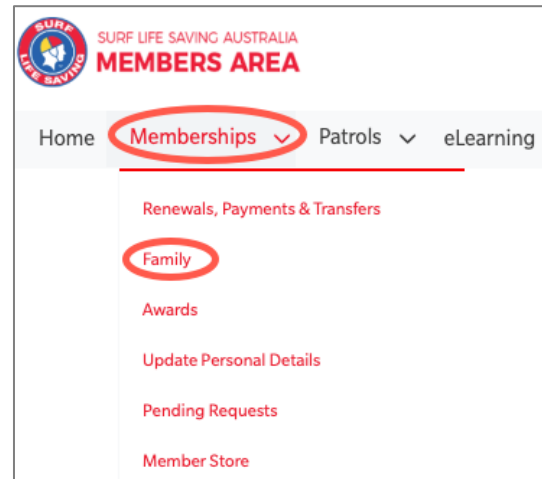 SURF
LIFE SAVING
SURF LIFE SAVING AUSTRALIA
MEMBERS AREA
Home Memberships Patrols eLearning
Renewals, Payments & Transfers
Family
Awards
Update Personal Details
Pending Requests
Member Store